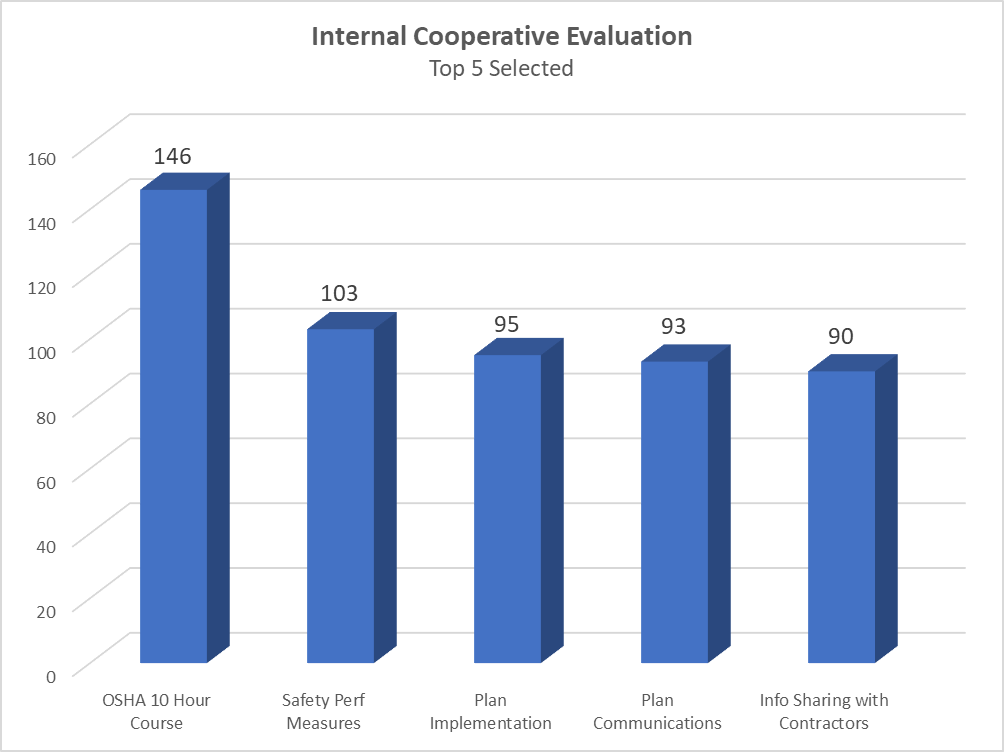 Internal Cooperative Evaluation
Top 5 Selected
160
140
120
100
80
60
40
20
0
146
103
95
93
90
OSHA 10 Hour
Course
Safety Perf
Measures
Plan
Implementation
Plan
Communications
Info Sharing with
Contractors